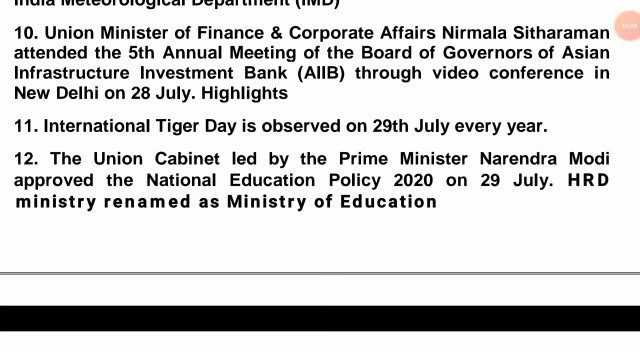 India Meteorological Department (IMD)
10. Union Minister of Finance & Corporate Affairs Nirmala Sitharaman
attended the 5th Annual Meeting of the Board of Governors of Asian
Infrastructure Investment Bank (AIIB) through video conference in
New Delhi on 28 July. Highlights
11. International Tiger Day is observed on 29th July every year.
12. The Union Cabinet led by the Prime Minister Narendra Modi
approved the National Education Policy 2020 on 29 July. HRD
ministry renamed as Ministry of Education